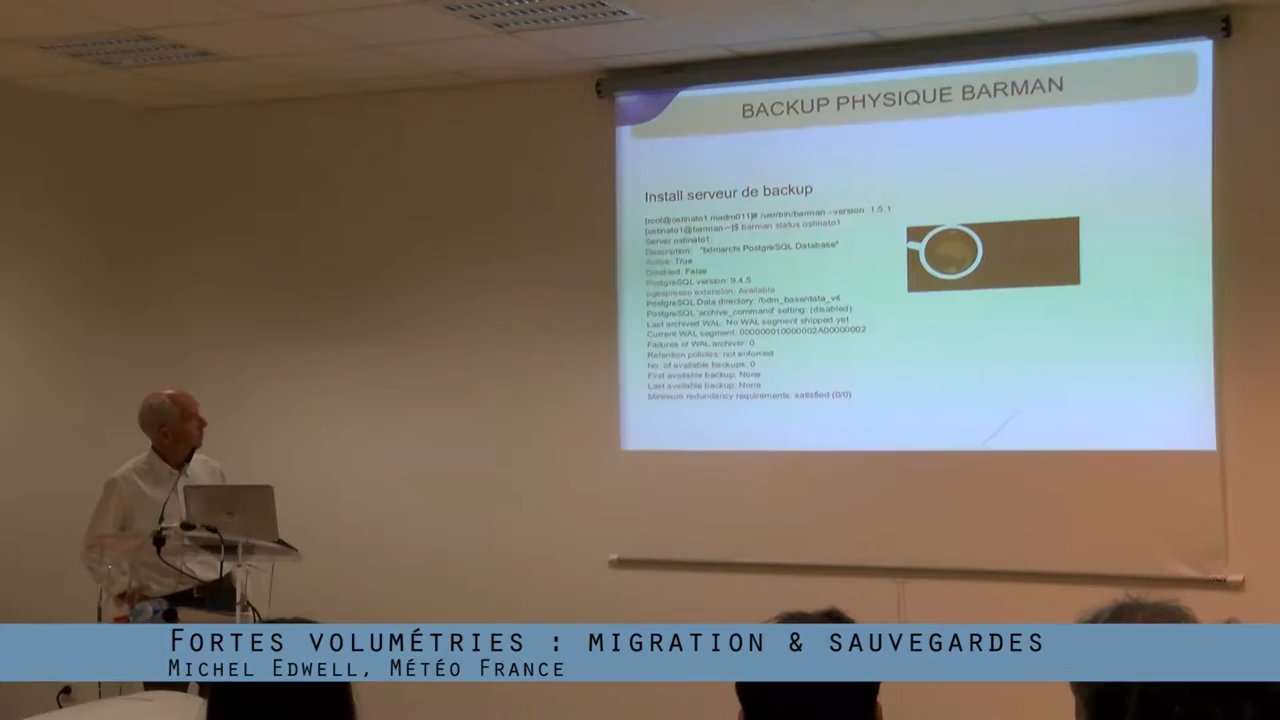 BACKUP PHYSIQUE BARMAN
Install serveur de backup
[root@ostinato1 madm011]# /usr/bin/barman --version 1.5.1
[ostinato1@barman ~]$ barman status ostinato1
Server ostinato1:
Description: "bdmarchi PostgreSQL Database"
Active: True
Disabled: False
PostgreSQL version: 9.4.5
pgespresso extension: Available
PostgreSQL Data directory: /bdm_base/data_v4
PostgreSQL 'archive_command' setting: (disabled)
Last archived WAL: No WAL segment shipped yet
Current WAL segment: 000000010000002A00000002
Failures of WAL archiver: 0
Retention policies: not enforced
No. of available backups: 0
First available backup: None
Last available backup: None
Minimum redundancy requirements: satisfied (0/0)
FORTES VOLUMÉTRIES : MIGRATION & SAUVEGARDES
MICHEL EDWELL, MÉTÉO FRANCE